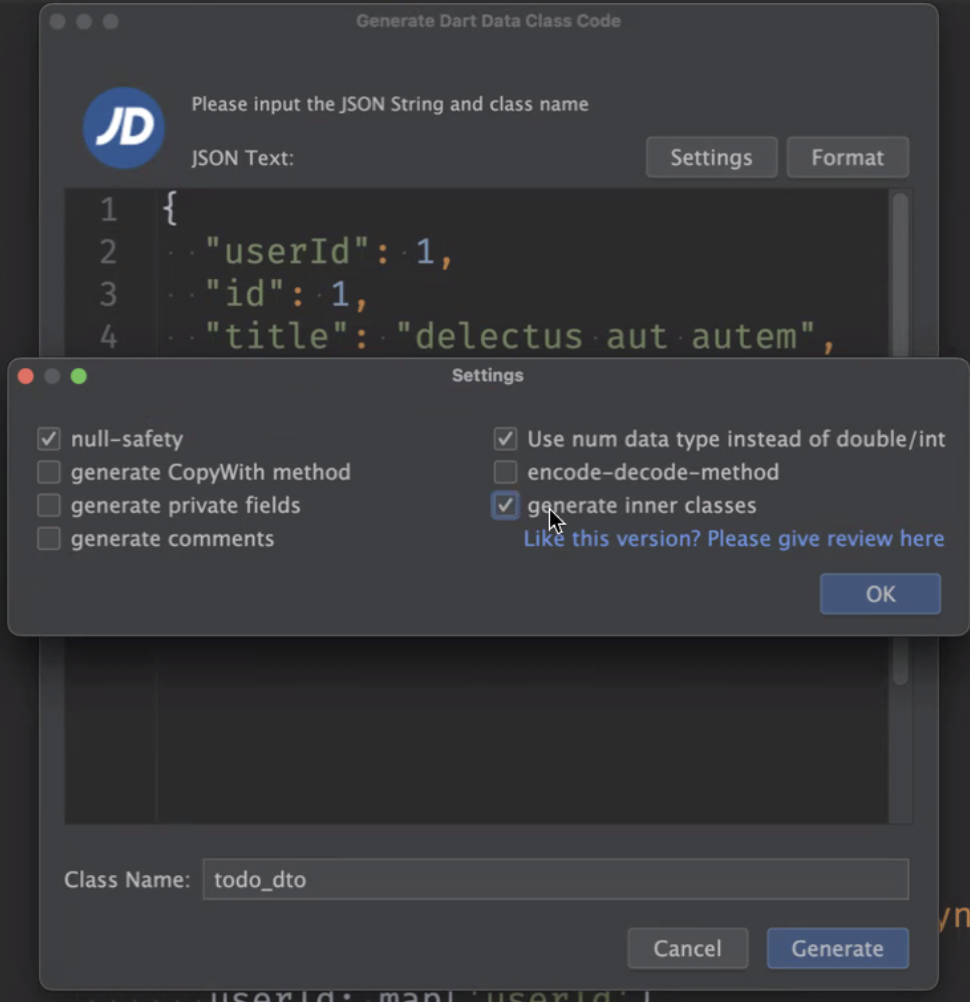 Generate Dart Data Class Code
JD
Please input the JSON String and class name
JSON Text:
Settings
Format
1 {
2 "userId": 1,
3 "id": 1,
4 "title": "delectus aut autem",
Settings
null-safety
Use num data type instead of double/int
generate CopyWith method
encode-decode-method
generate private fields
generate inner classes
generate comments
Like this version? Please give review here
OK
Class Name: todo_dto
yn
Cancel
Generate
userId: map['userId']